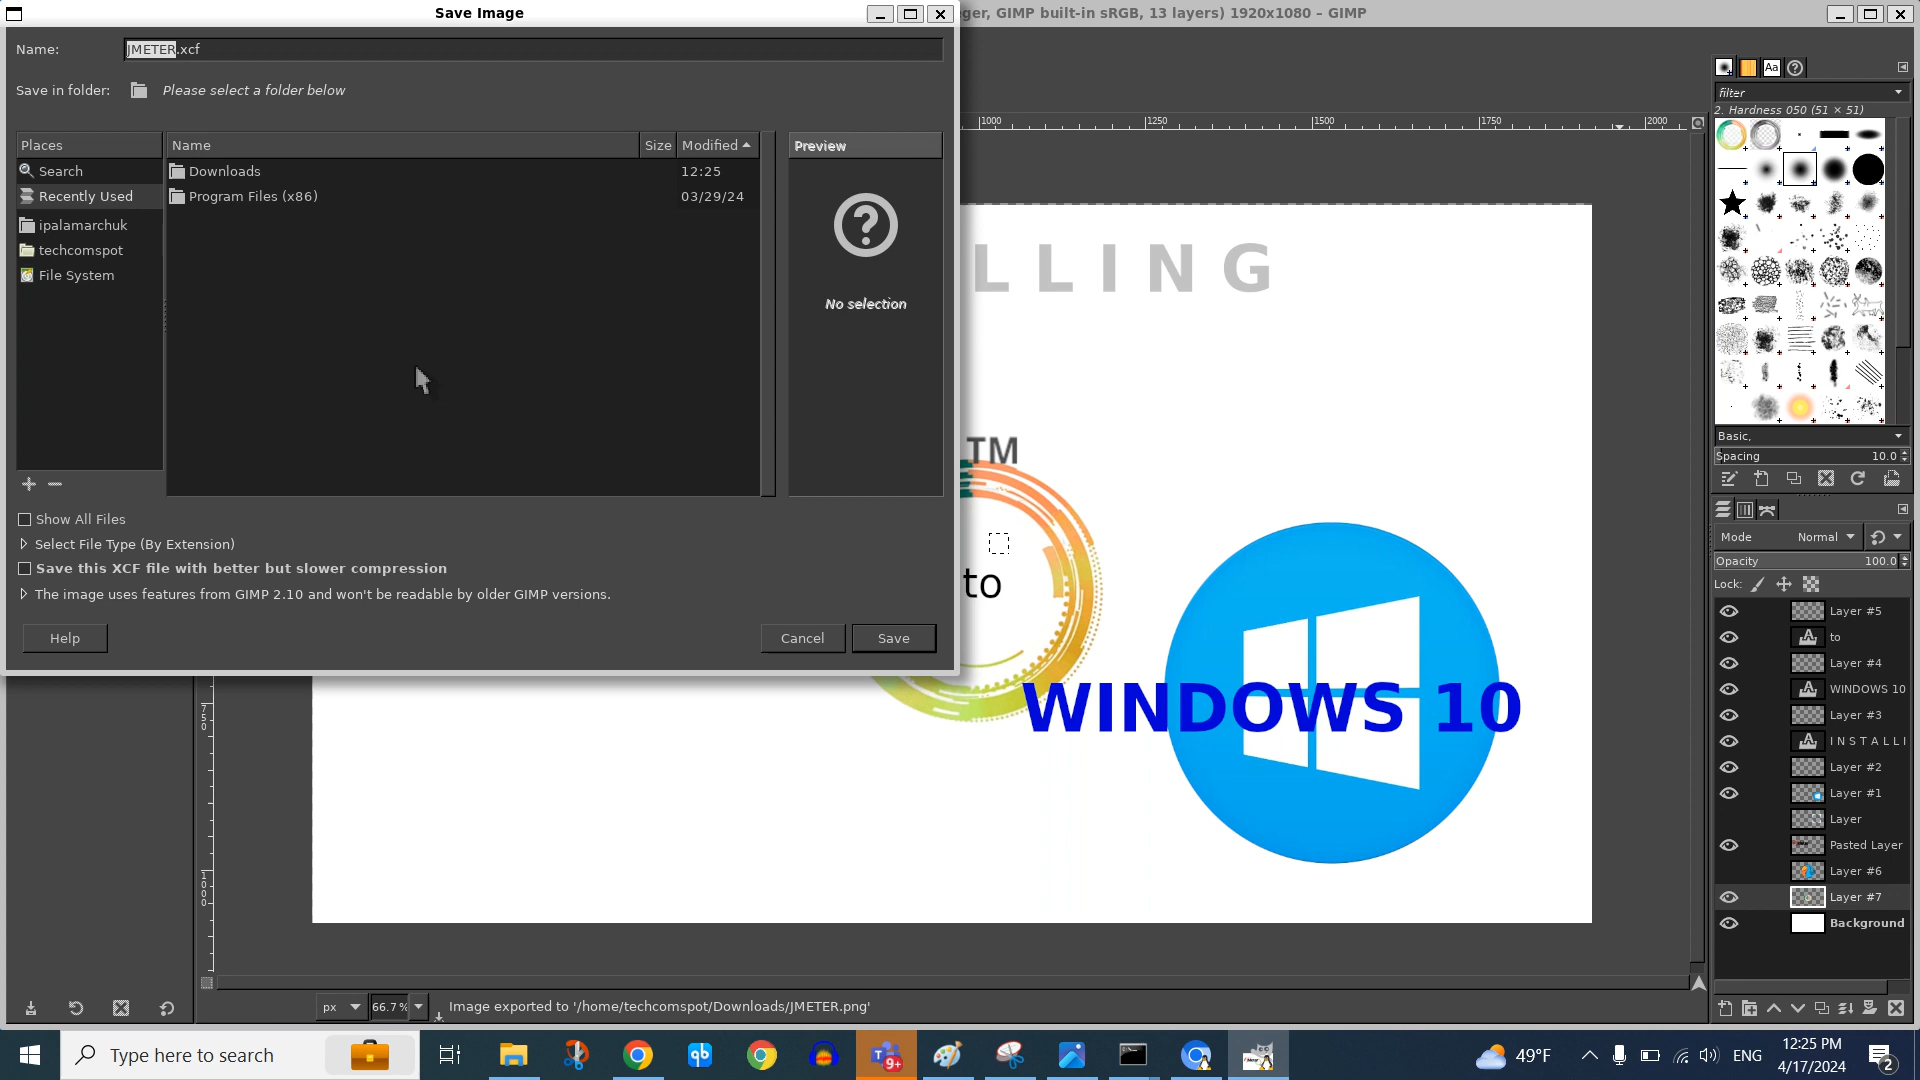 Save Image
ger, GIMP built-in sRGB, 13 layers) 1920x1080 – GIMP
Name:
JMETER.xcf
Save in folder:
Please select a folder below
Places
Name
Size
Modified
Preview
Search
Downloads
12:25
Recently Used
Program Files (x86)
03/29/24
ipalamarchuk
techcomspot
File System
No selection
Show All Files
Select File Type (By Extension)
Save this XCF file with better but slower compression
The image uses features from GIMP 2.10 and won't be readable by older GIMP versions.
Help
Cancel
Save
1000
1250
1500
1750
2000
750
1000
LLING
TM
to
WINDOWS 10
Aa
filter
2. Hardness 050 (51 × 51)
Basic,
Spacing
10.0
Mode
Normal
Opacity
100.0
Lock:
Layer #5
to
Layer #4
WINDOWS 10
Layer #3
I N S T A L L I
Layer #2
Layer #1
Layer
Pasted Layer
Layer #6
Layer #7
Background
px
66.7 %
Image exported to '/home/techcomspot/Downloads/JMETER.png'
Type here to search
qb
T
9+
49°F
ENG
12:25 PM
4/17/2024
2